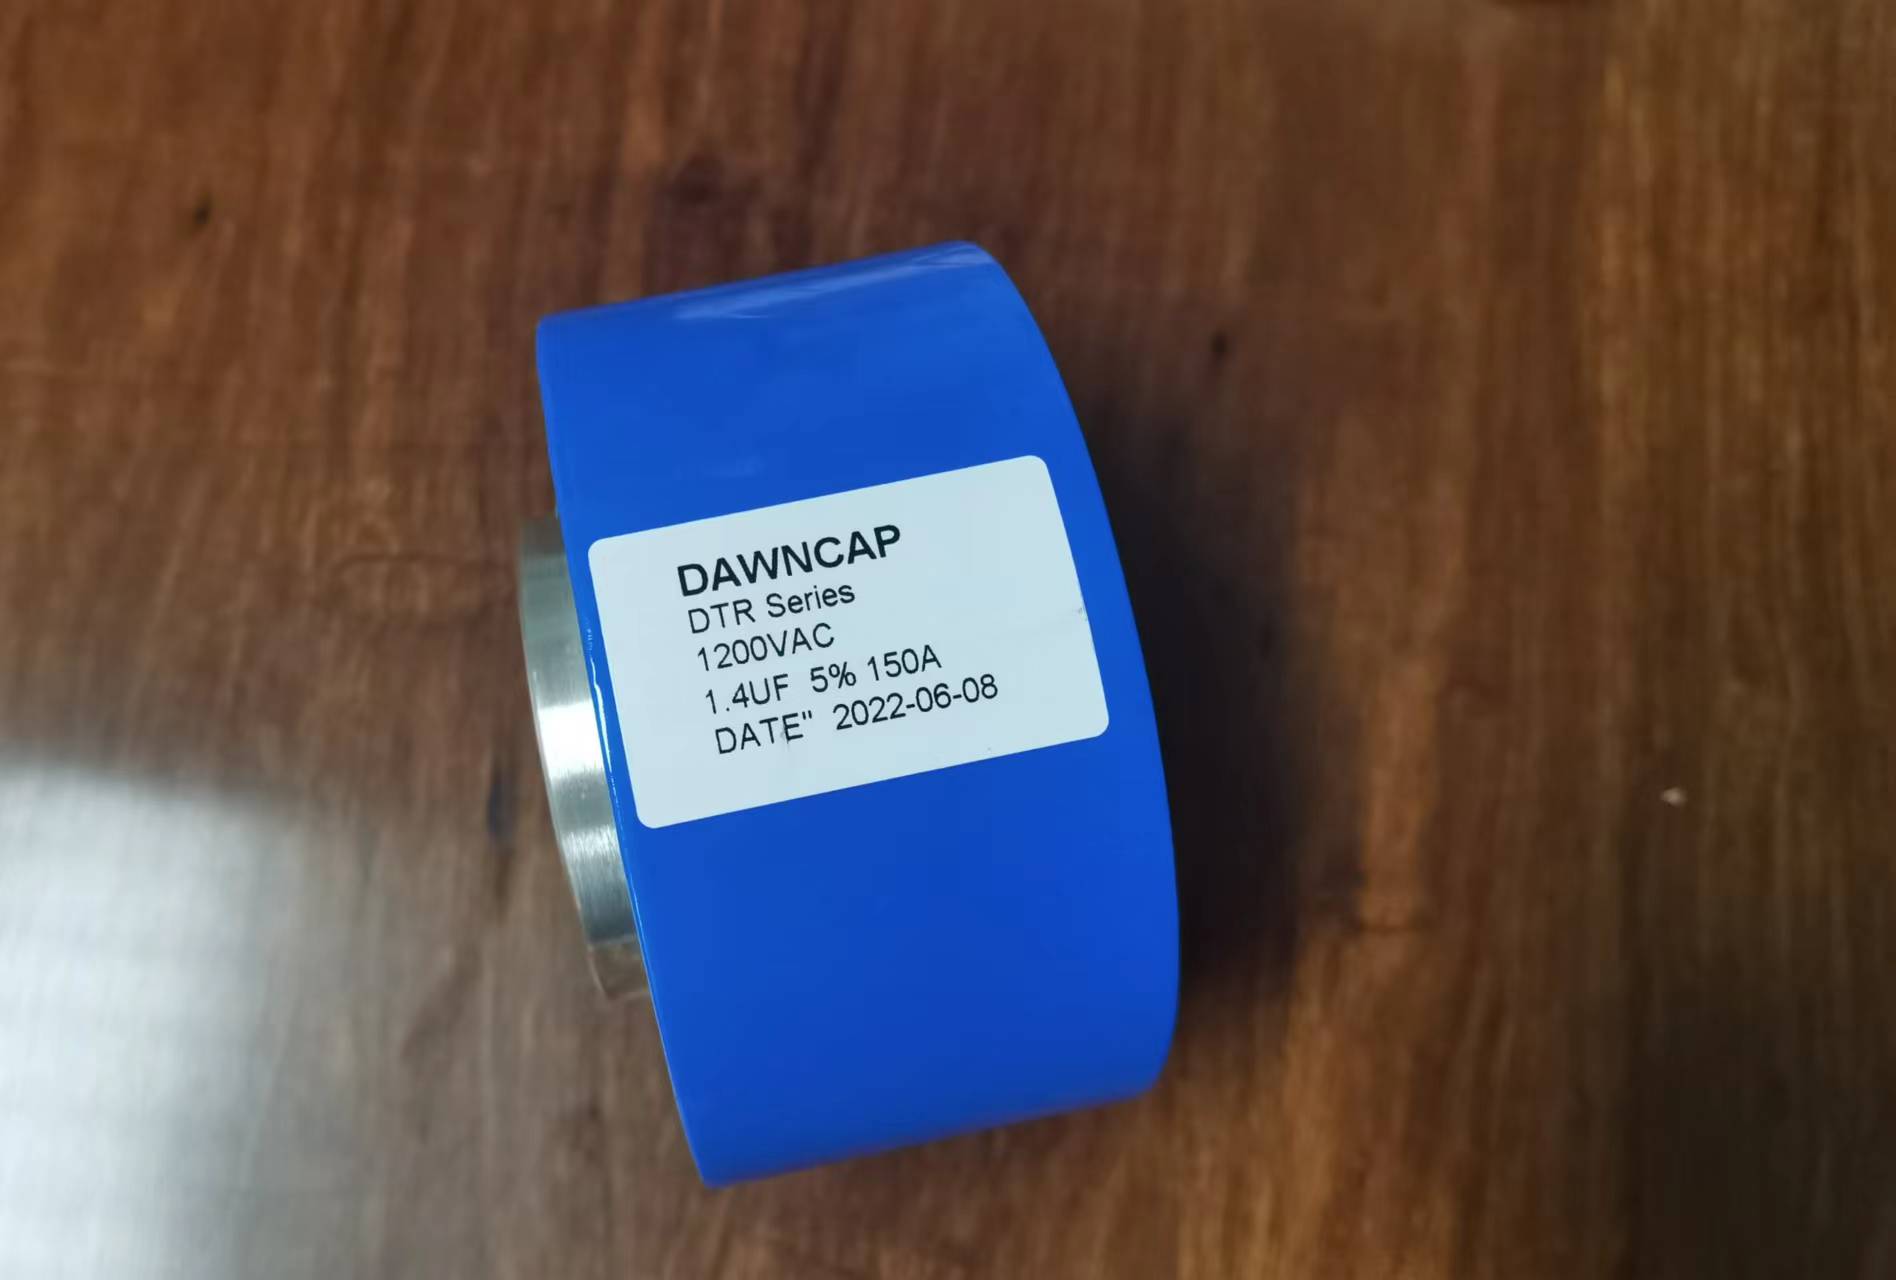 DAWNCAP
DTR Series
1200VAC
1.4UF 5% 150A
DATE" 2022-06-08